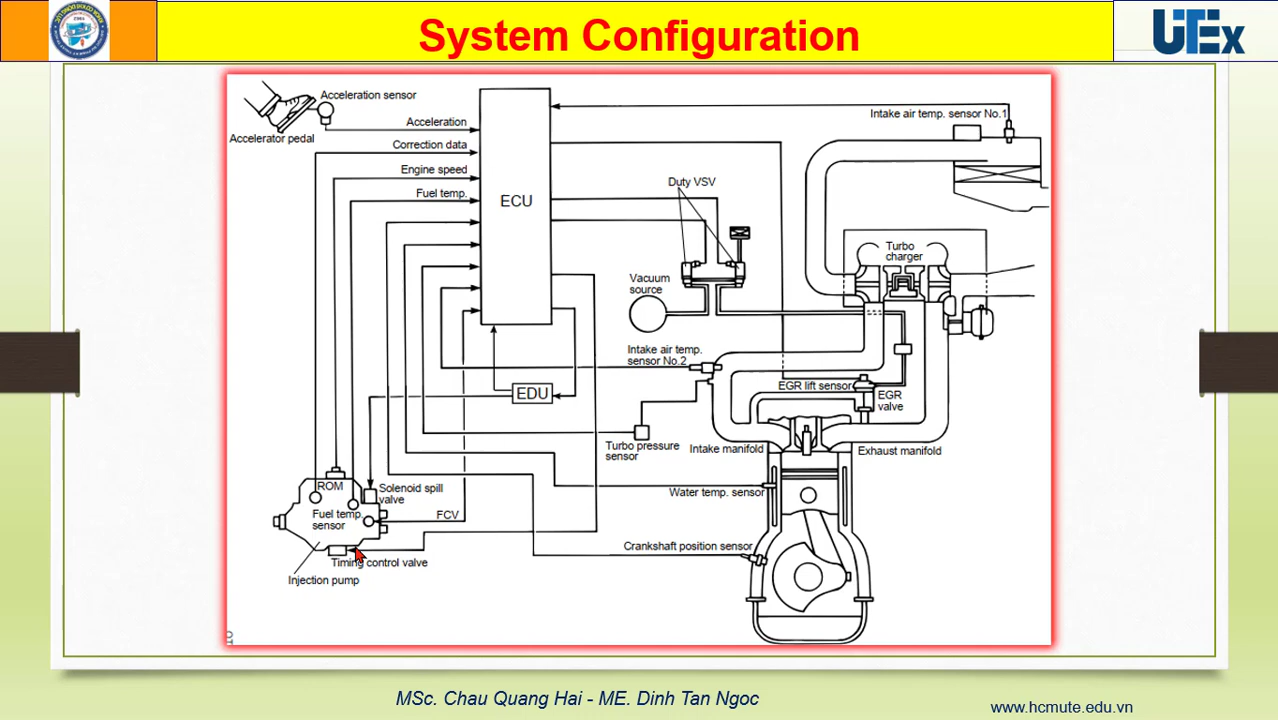 System Configuration
UTEx
Acceleration sensor
Accelerator pedal
Acceleration
Correction data
Engine speed
Fuel temp.
ECU
Intake air temp. sensor No.1
Duty VSV
Turbo
charger
Vacuum
source
Intake air temp.
sensor No.2
EDU
EGR lift sensor
EGR
valve
Turbo pressure
sensor
Intake manifold
Exhaust manifold
ROM
Solenoid spill
valve
Fuel temp.
sensor
FCV
Water temp. sensor
Crankshaft position sensor
Timing control valve
Injection pump
MSc. Chau Quang Hai - ME. Dinh Tan Ngoc
www.hcmute.edu.vn